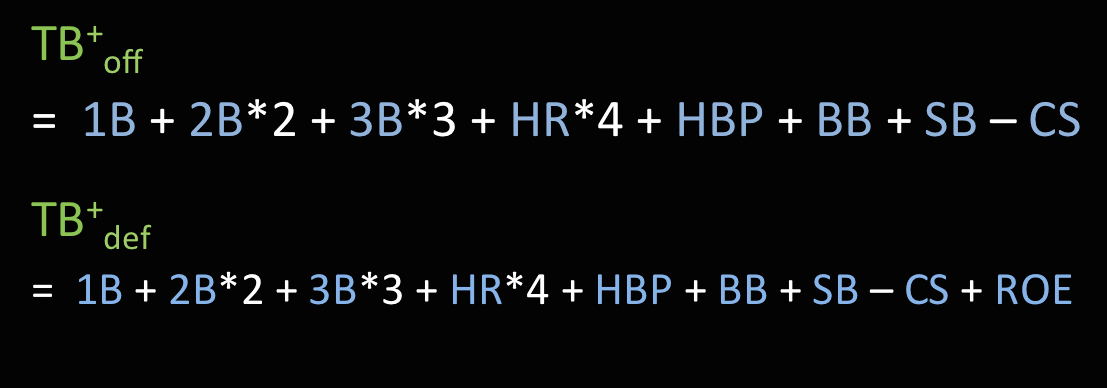 TB⁺off
= 1B + 2B*2 + 3B*3 + HR*4 + HBP + BB + SB – CS
TB⁺def
= 1B + 2B*2 + 3B*3 + HR*4 + HBP + BB + SB – CS + ROE